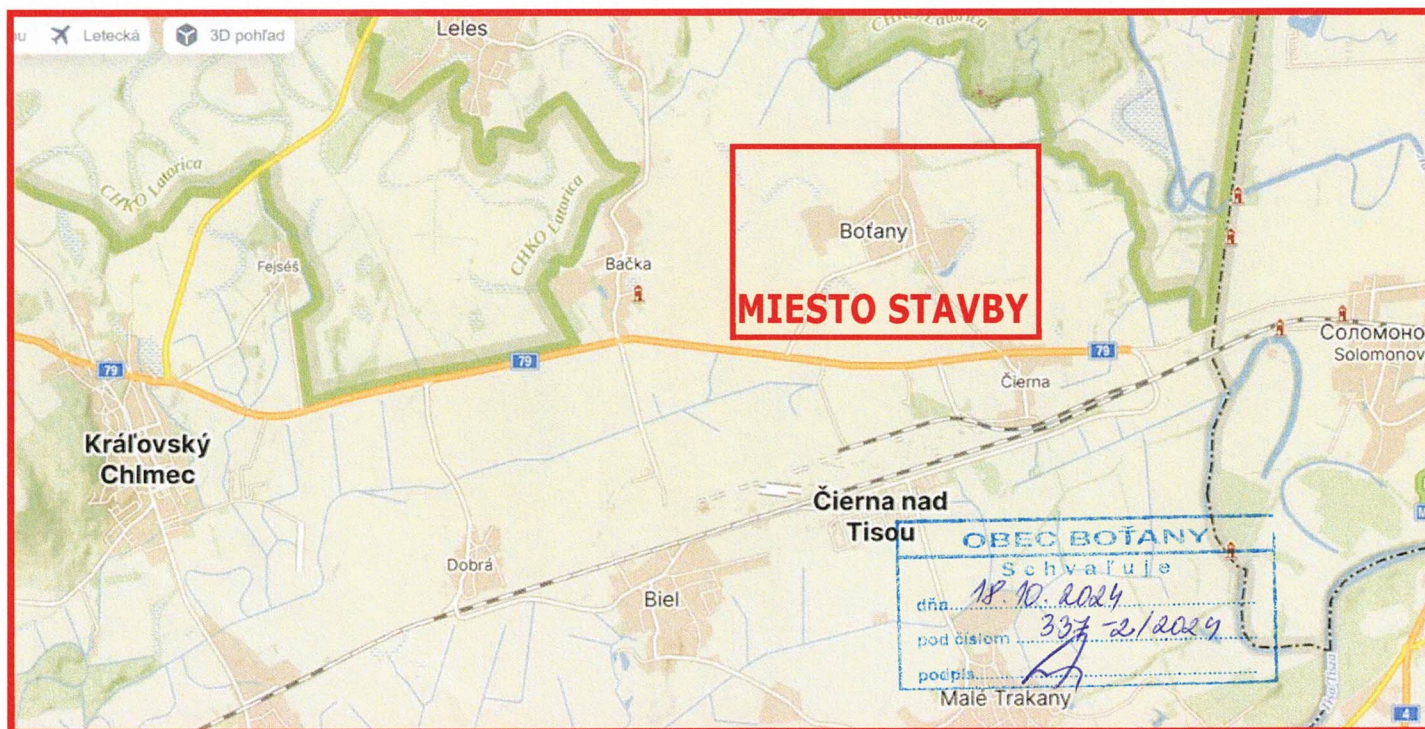 Letecká
3D pohľad
Leles
CHKO Latorica
CHKO Latorica
CHKO Latorica
Boťany
MIESTO STAVBY
Fejséš
Bačka
79
79
79
Čierna
Соломоно
Solomonov
Kráľovský
Chlmec
Čierna nad
Tisou
Dobrá
Biel
OBEC BOŤANY
Schvaľuje
dňa 18.10.2024
pod číslom 337-2/2024
podpis
Malé Trakany
4